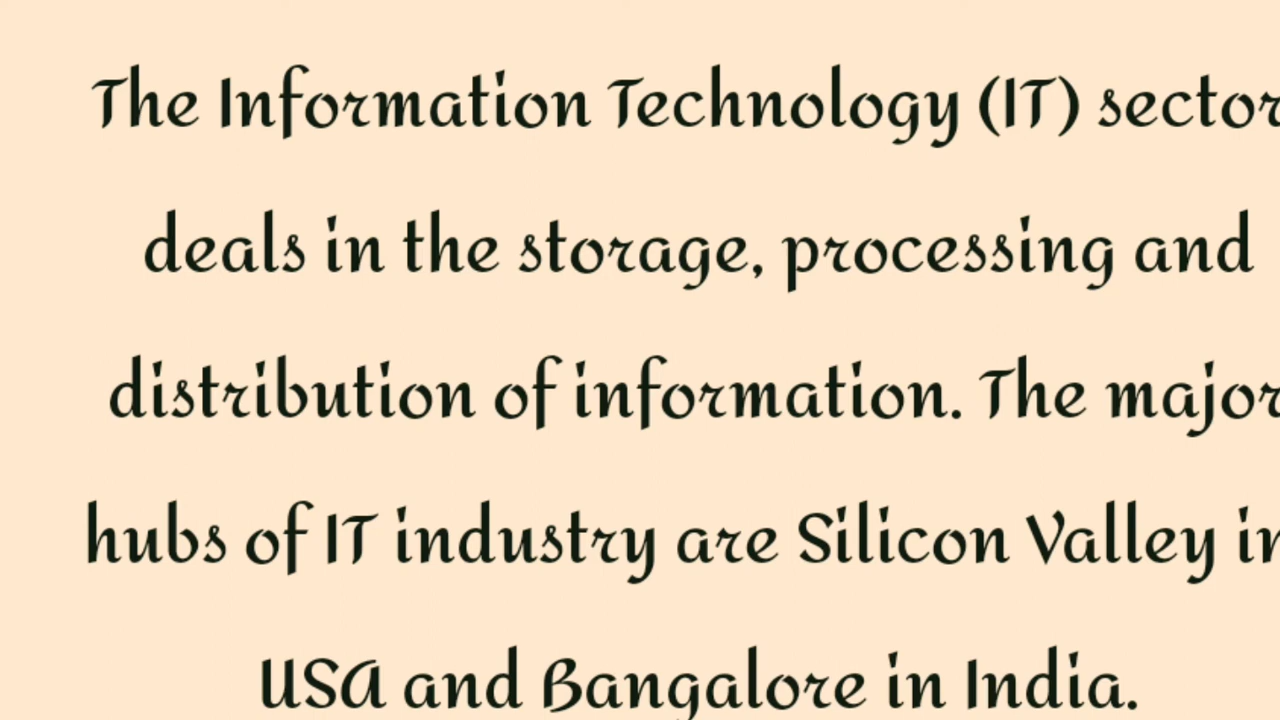 The Information Technology (IT) sector
deals in the storage, processing and
distribution of information. The major
hubs of IT industry are Silicon Valley in
USA and Bangalore in India.